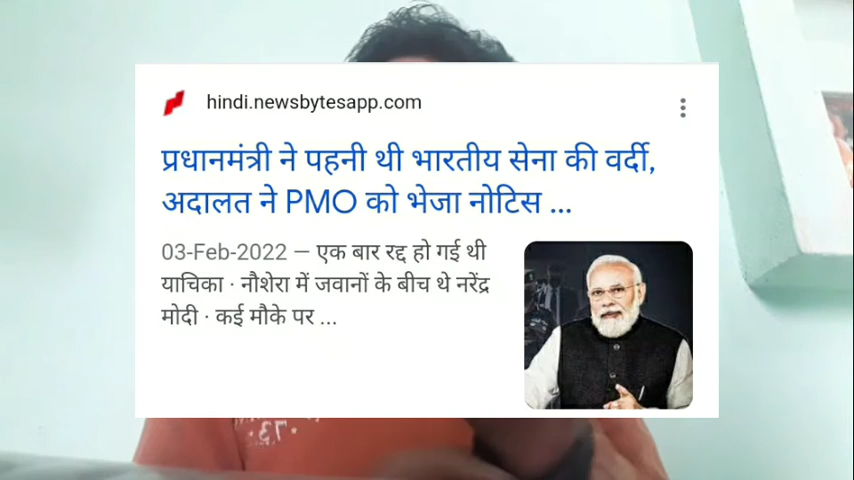 hindi.newsbytesapp.com
प्रधानमंत्री ने पहनी थी भारतीय सेना की वर्दी,
अदालत ने PMO को भेजा नोटिस ...
03-Feb-2022 — एक बार रद्द हो गई थी
याचिका · नौशेरा में जवानों के बीच थे नरेंद्र
मोदी · कई मौके पर ...